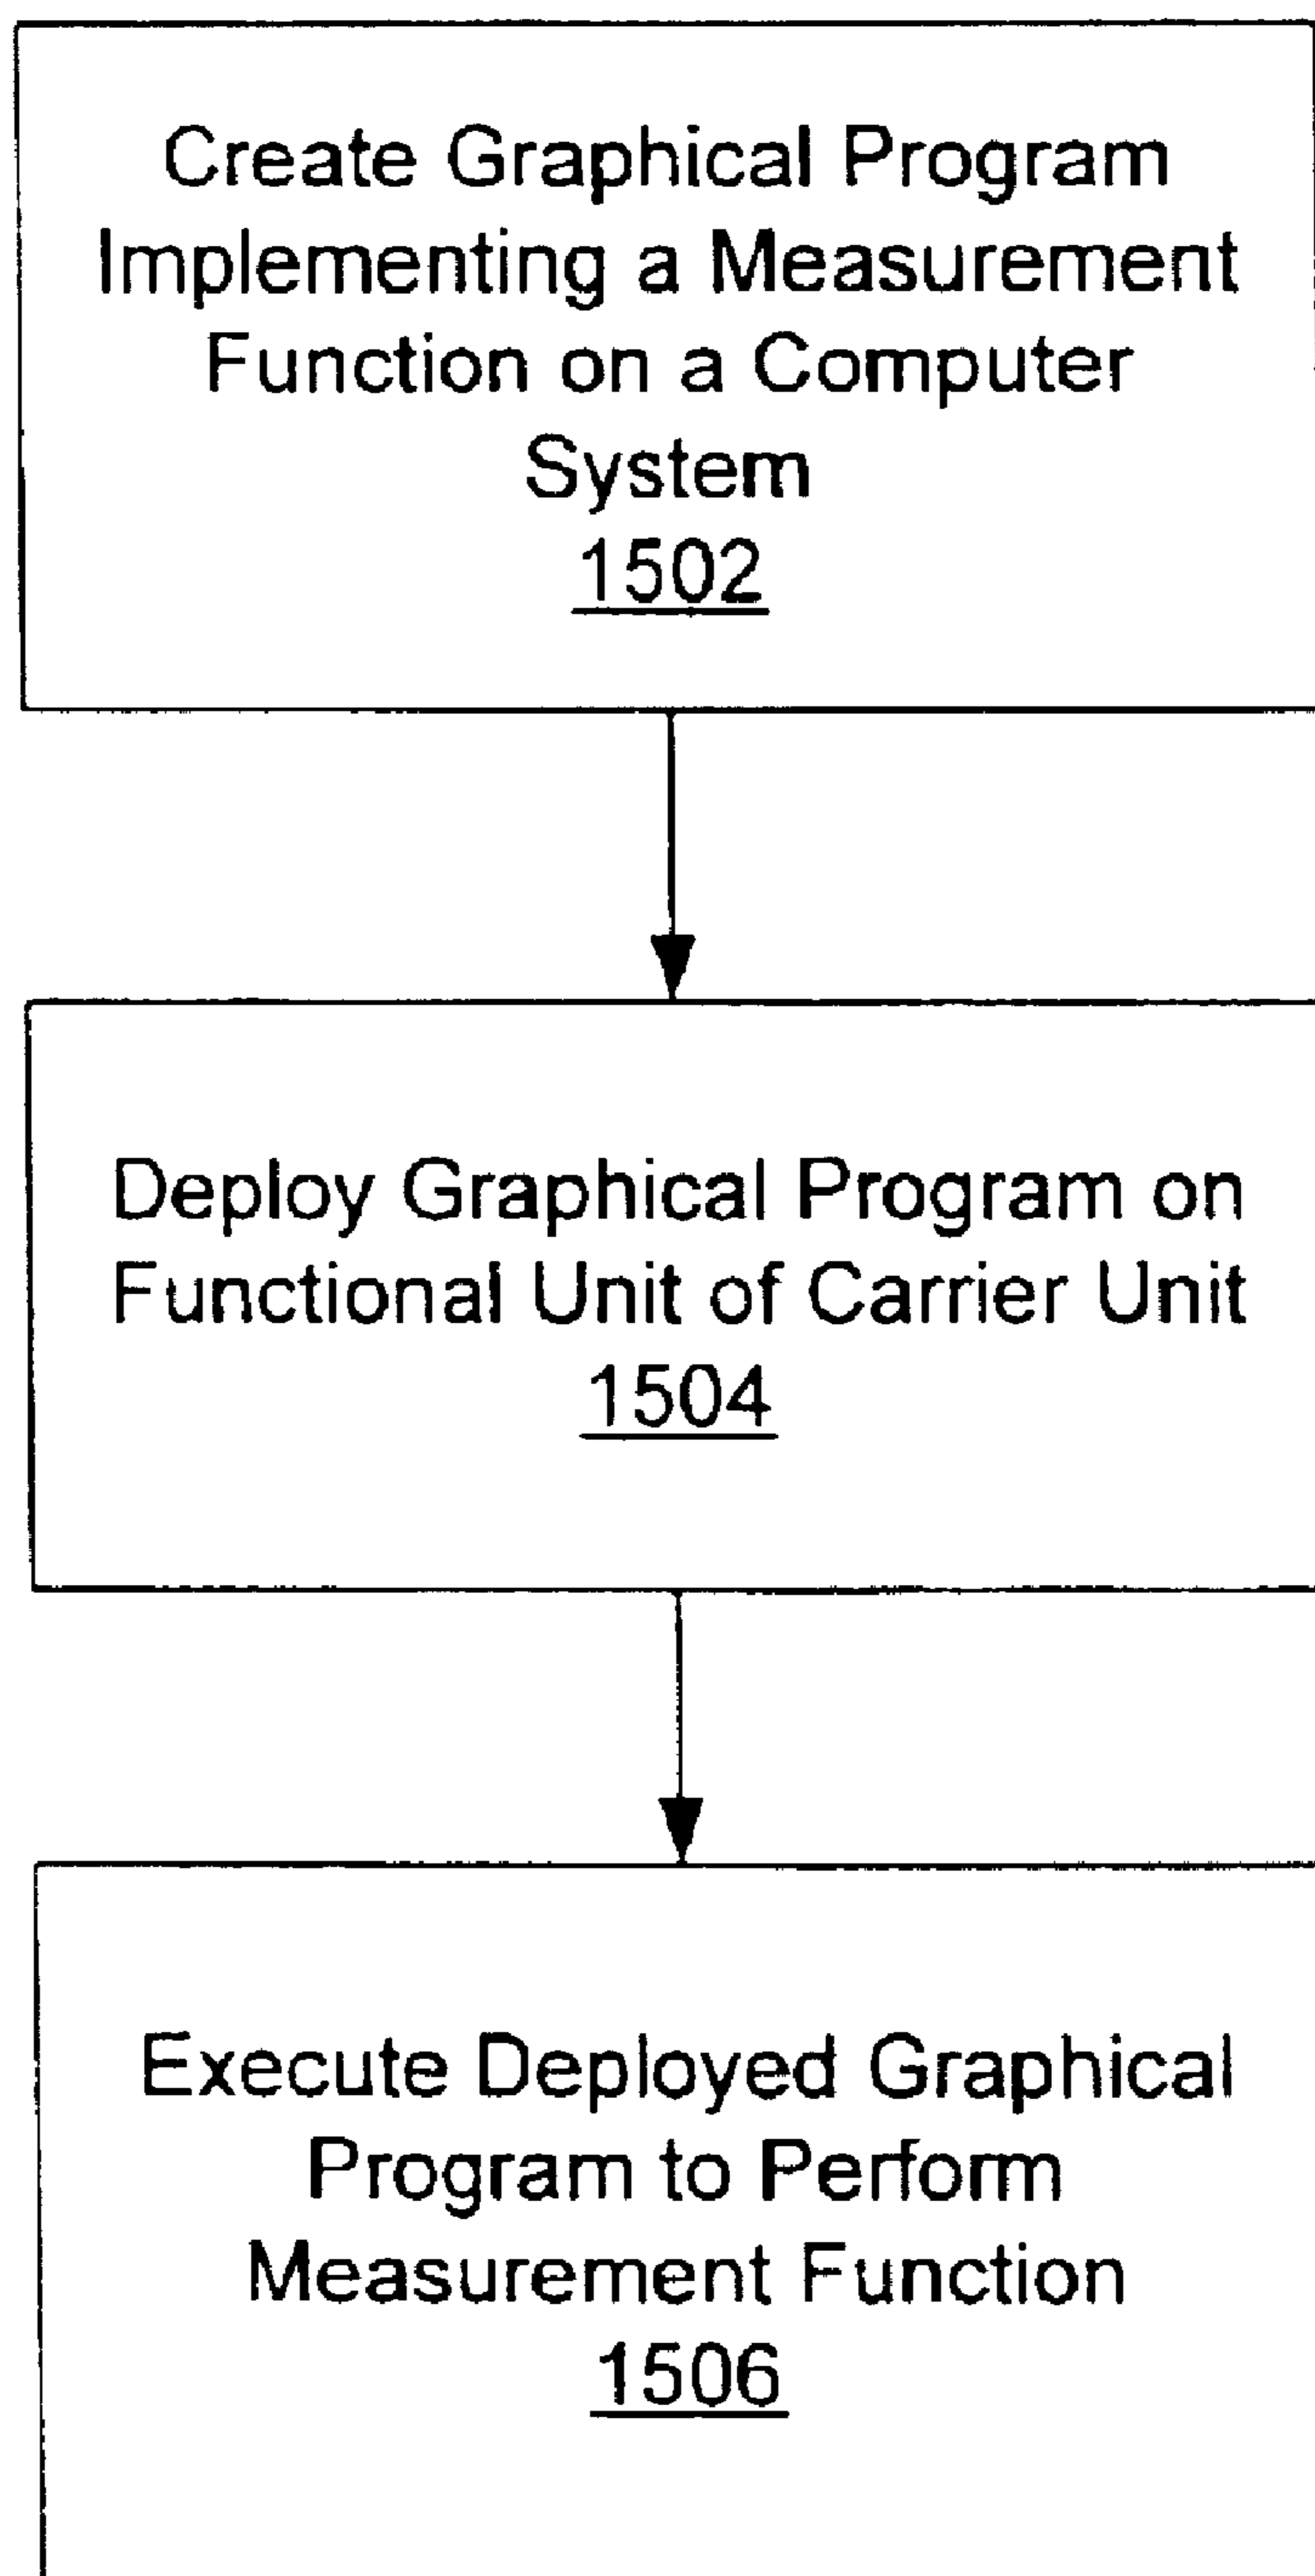 Create Graphical Program
Implementing a Measurement
Function on a Computer
System
1502
Deploy Graphical Program on
Functional Unit of Carrier Unit
1504
Execute Deployed Graphical
Program to Perform
Measurement Function
1506